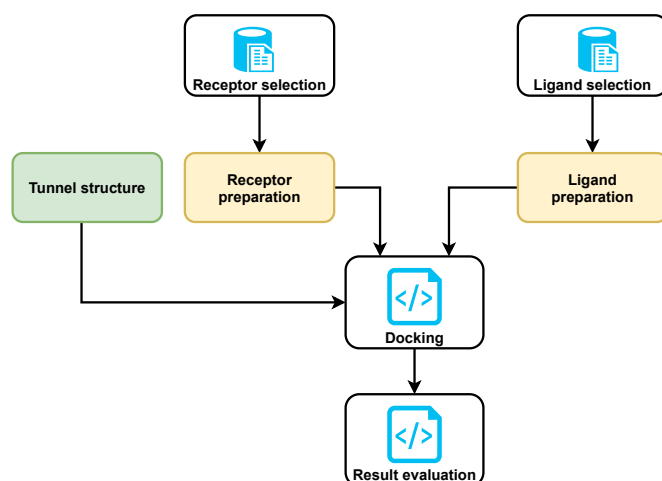 Receptor selection
Ligand selection
Tunnel structure
Receptor
preparation
Ligand
preparation
</>
Docking
</>
Result evaluation